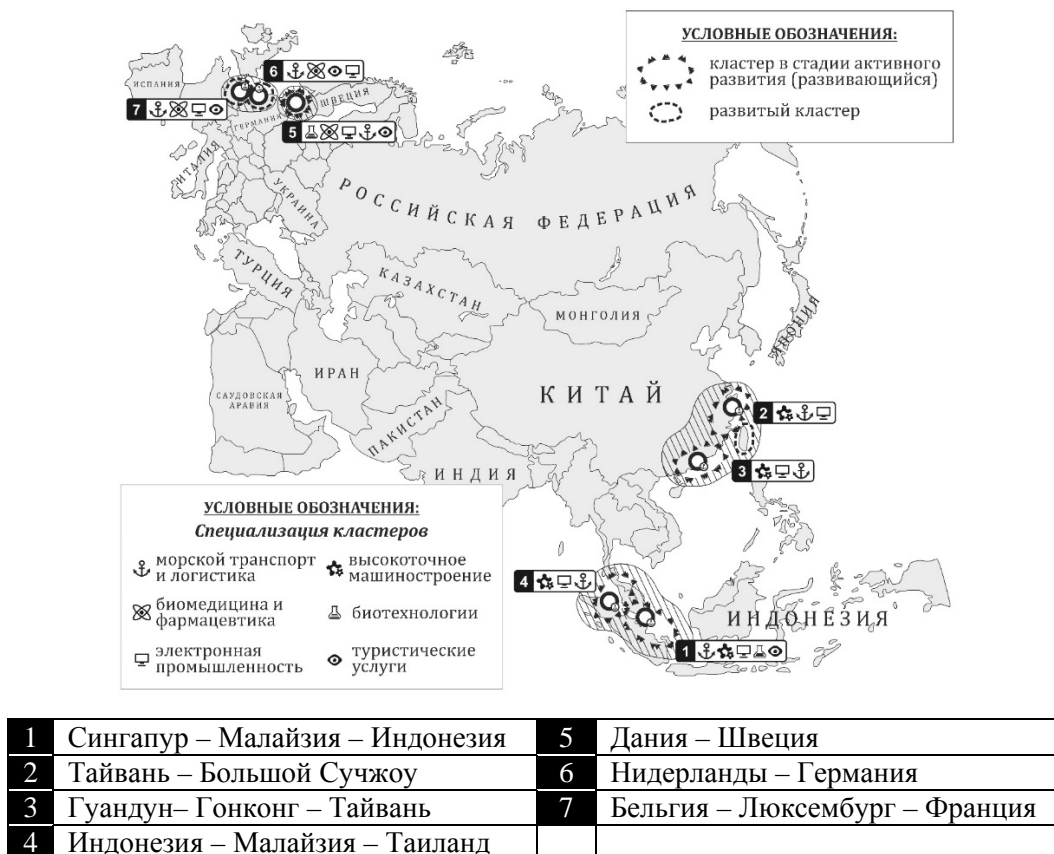 УСЛОВНЫЕ ОБОЗНАЧЕНИЯ:
кластер в стадии активного
развития (развивающийся)
развитый кластер
6
ИСПАНИЯ
ШВЕЦИЯ
7
ГЕРМАНИЯ
5
ИТАЛИЯ
УКРАИНА
РОССИЙСКАЯ ФЕДЕРАЦИЯ
ТУРЦИЯ
КАЗАХСТАН
МОНГОЛИЯ
ЯПОНИЯ
ИРАН
КИТАЙ
САУДОВСКАЯ
АРАВИЯ
ПАКИСТАН
2
ИНДИЯ
3
УСЛОВНЫЕ ОБОЗНАЧЕНИЯ:
Специализация кластеров
морской транспорт
и логистика
высокоточное
машиностроение
биомедицина и
фармацевтика
биотехнологии
электронная
промышленность
туристические
услуги
4
ИНДОНЕЗИЯ
1
1 Сингапур – Малайзия – Индонезия 5 Дания – Швеция
2 Тайвань – Большой Сучжоу 6 Нидерланды – Германия
3 Гуандун– Гонконг – Тайвань 7 Бельгия – Люксембург – Франция
4 Индонезия – Малайзия – Таиланд